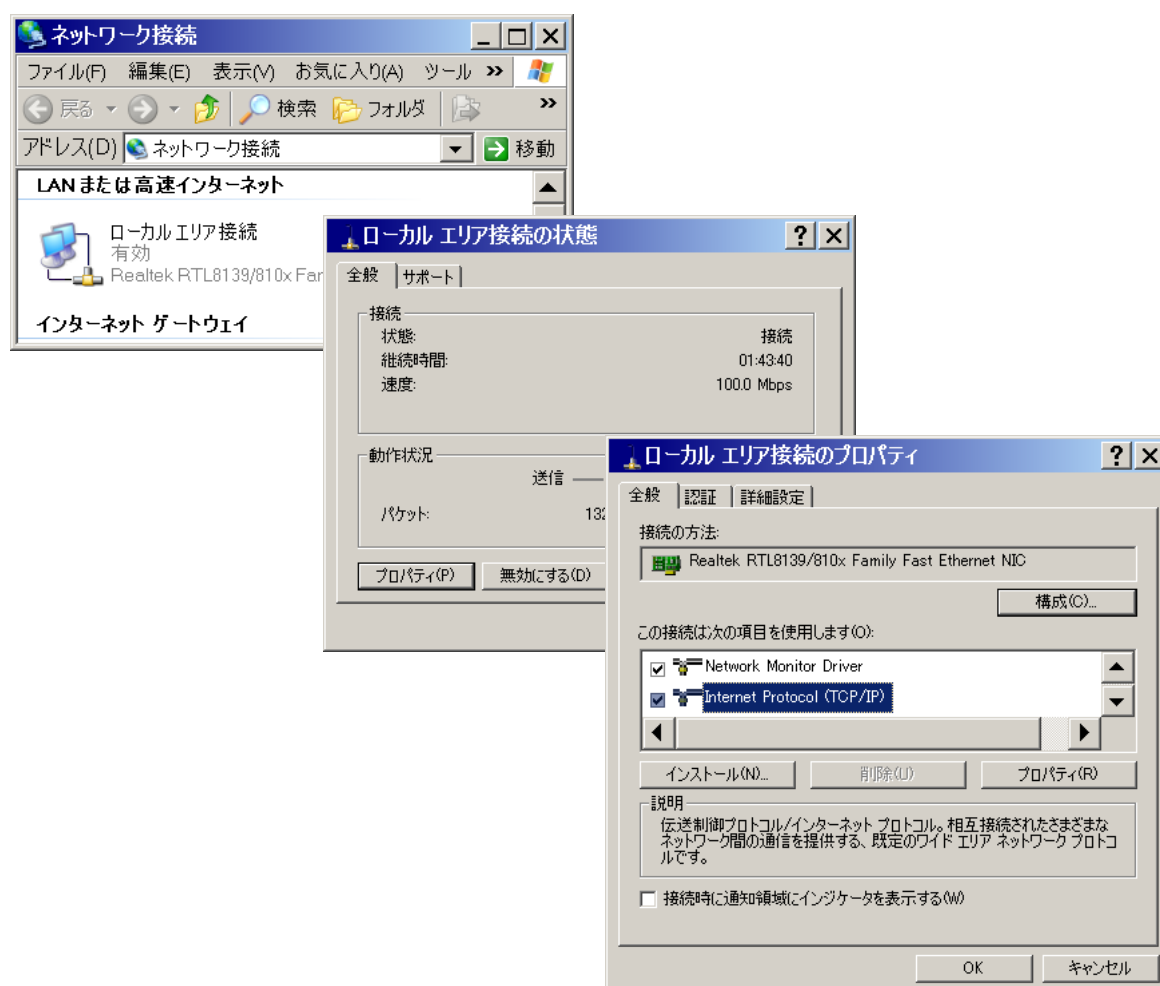 ネットワーク接続
ファイル(F) 編集(E) 表示(V) お気に入り(A) ツール »
戻る 検索 フォルダ »
アドレス(D) ネットワーク接続 移動
LAN または高速インターネット
ローカル エリア接続
有効
Realtek RTL8139/810x Far
インターネット ゲートウェイ
ローカル エリア接続の状態
全般 サポート
接続
状態: 接続
継続時間: 01:43:40
速度: 100.0 Mbps
動作状況
送信
パケット: 132
プロパティ(P) 無効にする(D)
ローカル エリア接続のプロパティ
全般 認証 詳細設定
接続の方法:
Realtek RTL8139/810x Family Fast Ethernet NIC
構成(C)...
この接続は次の項目を使用します(O):
Network Monitor Driver
Internet Protocol (TCP/IP)
インストール(N)... 削除(U) プロパティ(R)
説明
伝送制御プロトコル/インターネット プロトコル。相互接続されたさまざまな
ネットワーク間の通信を提供する、既定のワイド エリア ネットワーク プロトコ
ルです。
接続時に通知領域にインジケータを表示する(W)
OK キャンセル